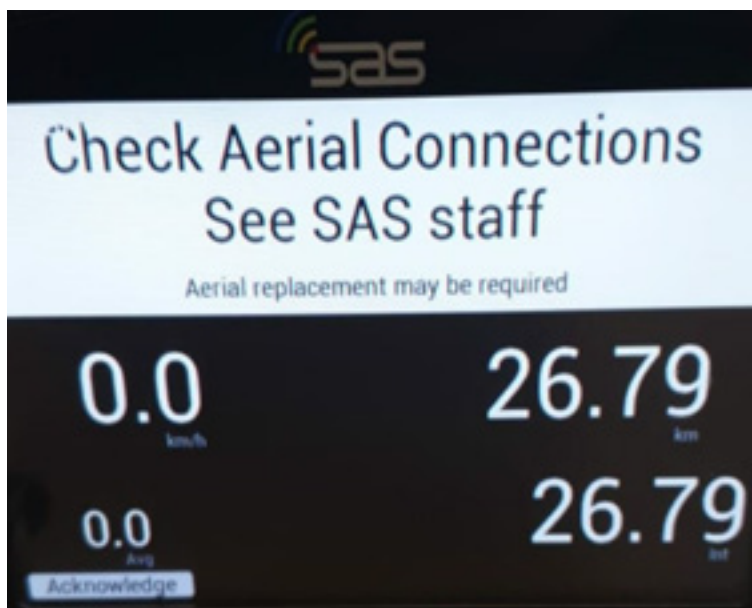 sas
Check Aerial Connections
See SAS staff
Aerial replacement may be required
0.0
km/h
26.79
km
0.0
Avg
26.79
Int
Acknowledge